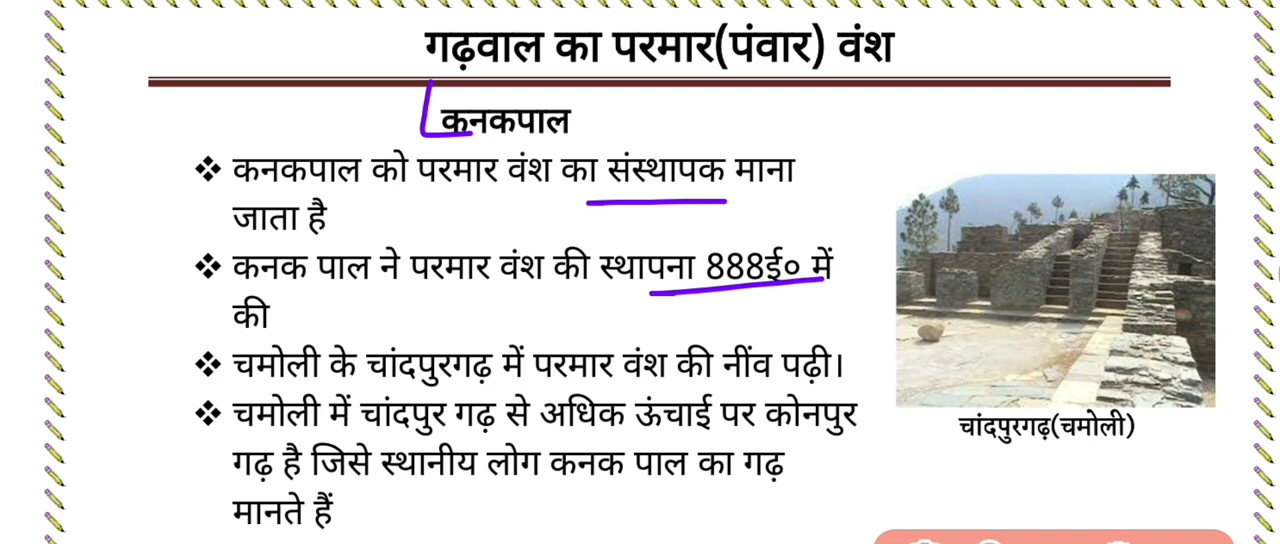 गढ़वाल का परमार(पंवार) वंश
कनकपाल
❖ कनकपाल को परमार वंश का संस्थापक माना
जाता है
❖ कनक पाल ने परमार वंश की स्थापना 888ई० में
की
❖ चमोली के चांदपुरगढ़ में परमार वंश की नींव पढ़ी।
❖ चमोली में चांदपुर गढ़ से अधिक ऊंचाई पर कोनपुर
गढ़ है जिसे स्थानीय लोग कनक पाल का गढ़
मानते हैं
चांदपुरगढ़(चमोली)